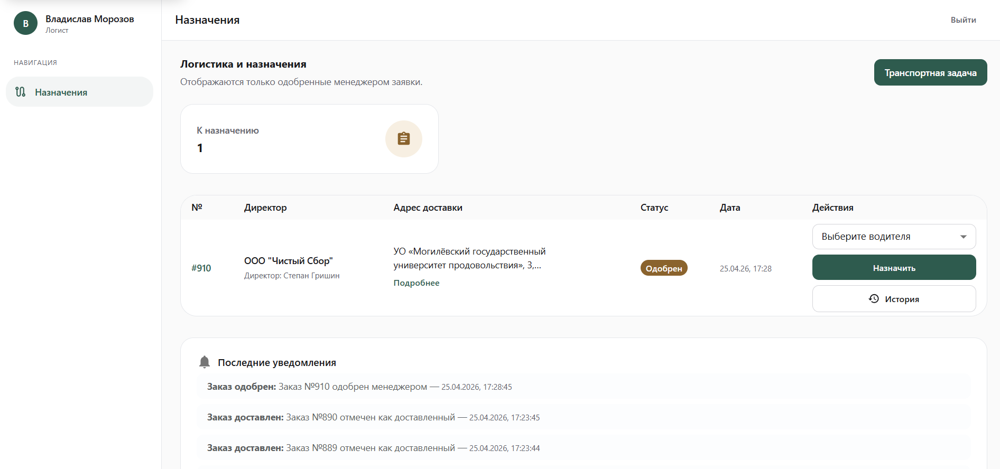 В
Владислав Морозов
Логист
НАВИГАЦИЯ
Назначения
Назначения
Выйти
Логистика и назначения
Отображаются только одобренные менеджером заявки.
Транспортная задача
К назначению
1
№ Директор Адрес доставки Статус Дата Действия
#910
ООО "Чистый Сбор"
Директор: Степан Гришин
УО «Могилёвский государственный
университет продовольствия», 3,...
Подробнее
Одобрен
25.04.26, 17:28
Выберите водителя
Назначить
История
Последние уведомления
Заказ одобрен: Заказ №910 одобрен менеджером — 25.04.2026, 17:28:45
Заказ доставлен: Заказ №890 отмечен как доставленный — 25.04.2026, 17:23:45
Заказ доставлен: Заказ №889 отмечен как доставленный — 25.04.2026, 17:23:44